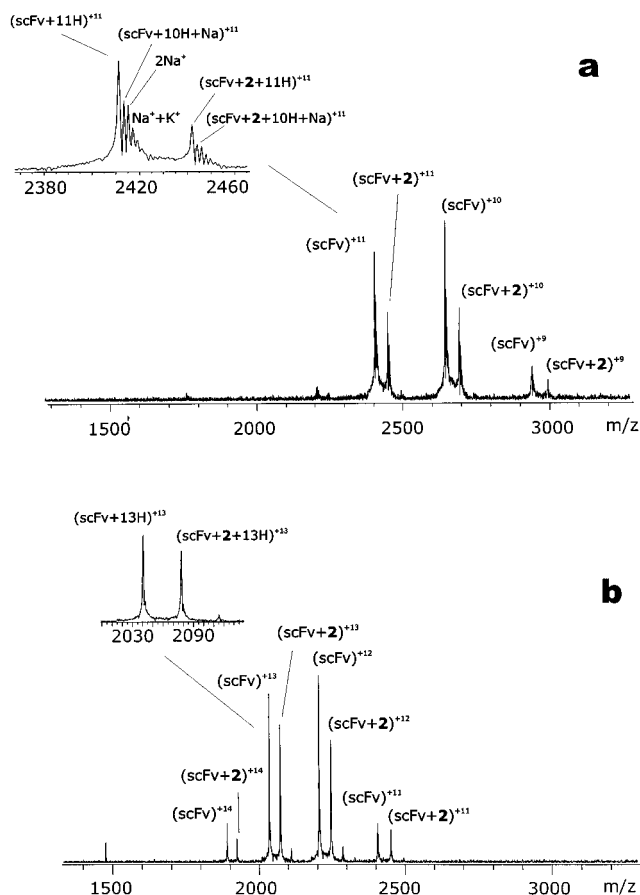 (scFv+11H)⁺¹¹
(scFv+10H+Na)⁺¹¹
2Na⁺
Na⁺+K⁺
(scFv+2+11H)⁺¹¹
(scFv+2+10H+Na)⁺¹¹
2380 2420 2460
a
(scFv)⁺¹¹
(scFv+2)⁺¹¹
(scFv)⁺¹⁰
(scFv+2)⁺¹⁰
(scFv)⁺⁹
(scFv+2)⁺⁹
1500 2000 2500 3000 m/z
(scFv+13H)⁺¹³
(scFv+2+13H)⁺¹³
2030 2090
b
(scFv)⁺¹⁴
(scFv+2)⁺¹⁴
(scFv)⁺¹³
(scFv+2)⁺¹³
(scFv)⁺¹²
(scFv+2)⁺¹²
(scFv)⁺¹¹
(scFv+2)⁺¹¹
1500 2000 2500 3000 m/z